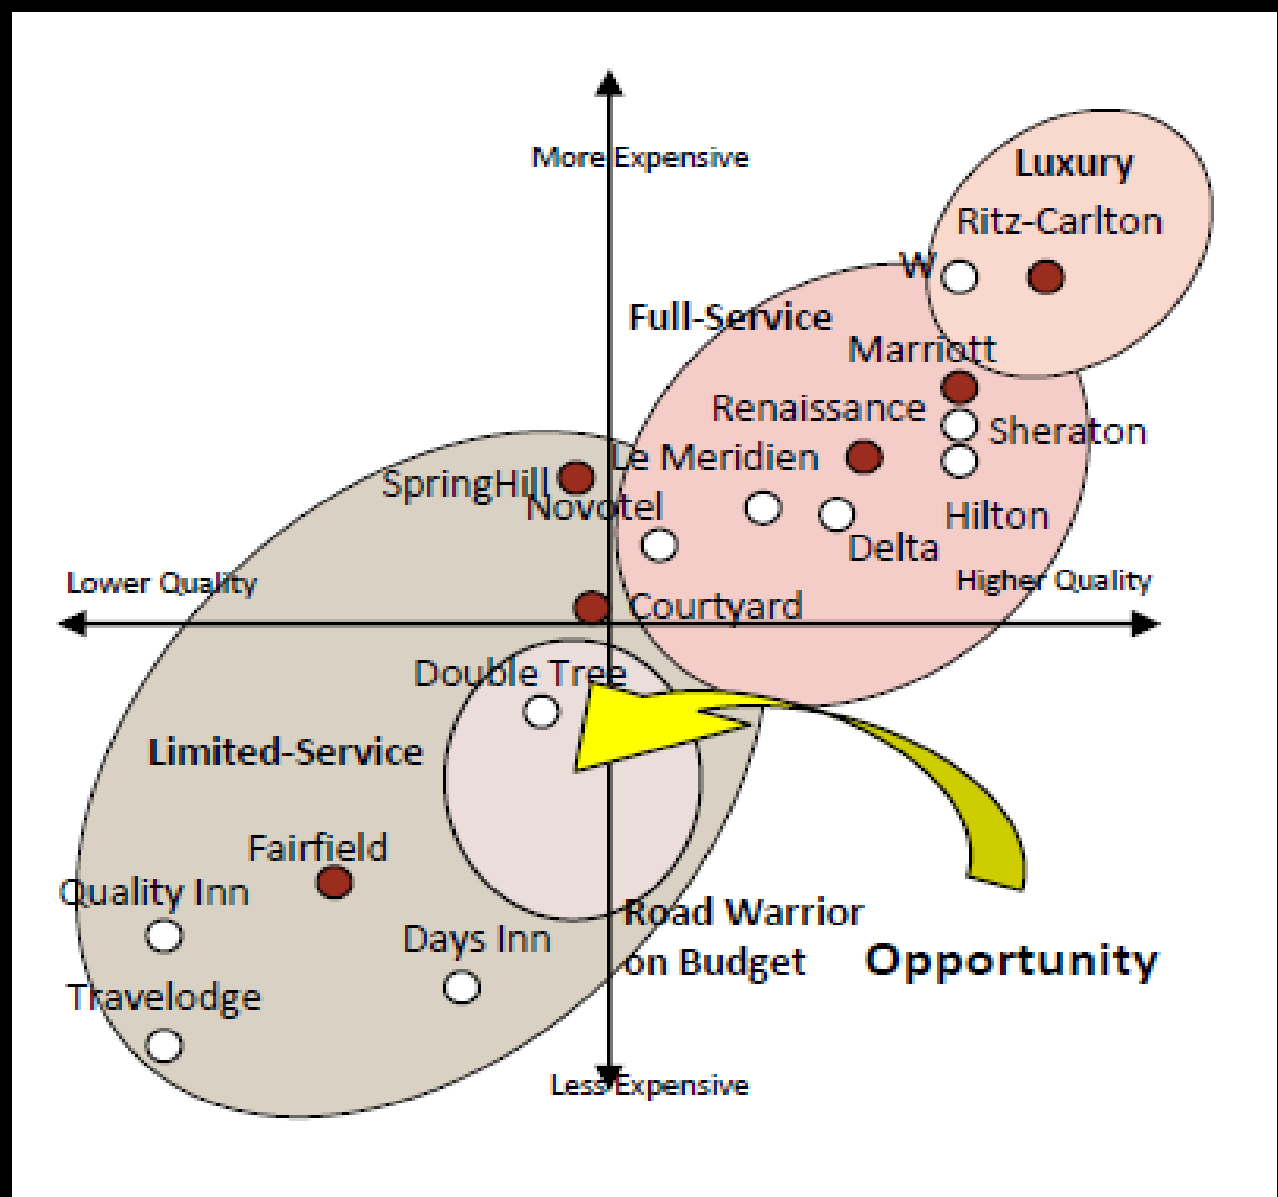 More Expensive
Luxury
Ritz-Carlton
W
Full-Service
Marriott
Renaissance
Sheraton
Le Meridien
SpringHill
Novotel
Hilton
Delta
Lower Quality
Higher Quality
Courtyard
Double Tree
Limited-Service
Fairfield
Quality Inn
Road Warrior
on Budget
Days Inn
Opportunity
Travelodge
Less Expensive